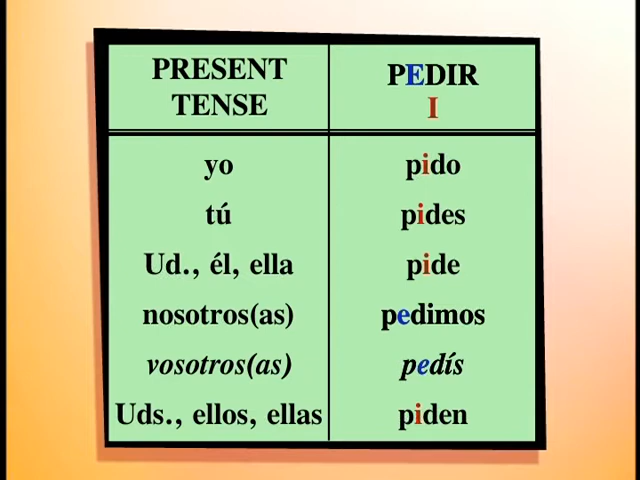 PRESENT PEDIR
TENSE I
yo pido
tú pides
Ud., él, ella pide
nosotros(as) pedimos
vosotros(as) pedís
Uds., ellos, ellas piden